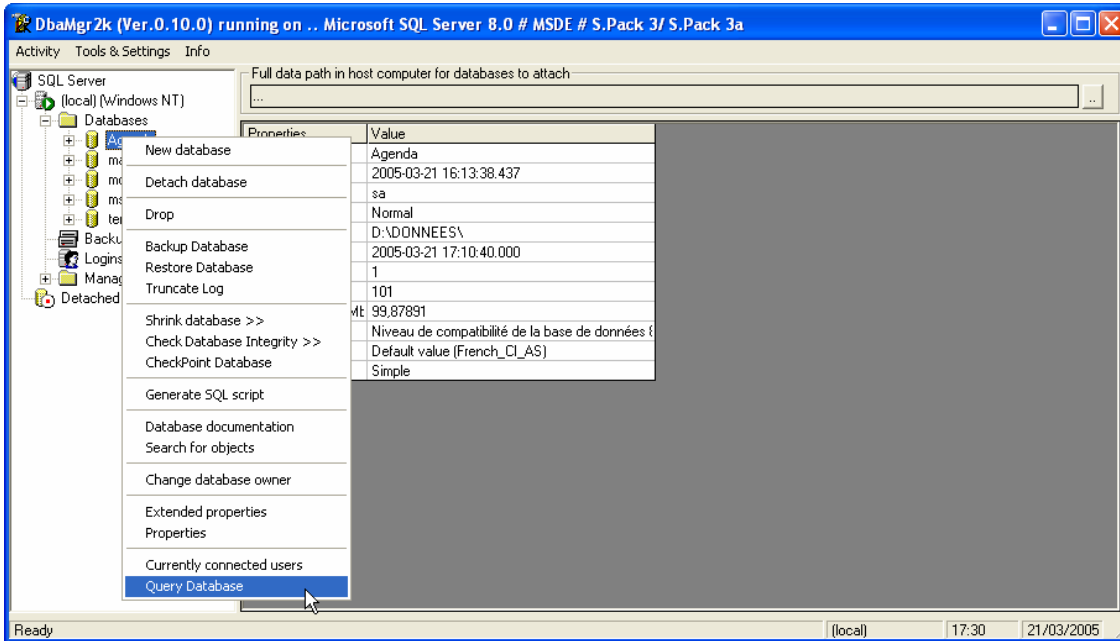 DbaMgr2k (Ver.0.10.0) running on .. Microsoft SQL Server 8.0 # MSDE # S.Pack 3/ S.Pack 3a
Activity Tools & Settings Info
SQL Server
(local) (Windows NT)
Databases
Backu
Logins
Manag
Detached
Full data path in host computer for databases to attach
...
..
Properties Value
Agenda
2005-03-21 16:13:38.437
sa
Normal
D:\DONNEES\
2005-03-21 17:10:40.000
1
101
99,87891
Niveau de compatibilité de la base de données
Default value (French_CI_AS)
Simple
New database
Detach database
Drop
Backup Database
Restore Database
Truncate Log
Shrink database >>
Check Database Integrity >>
CheckPoint Database
Generate SQL script
Database documentation
Search for objects
Change database owner
Extended properties
Properties
Currently connected users
Query Database
Ready (local) 17:30 21/03/2005